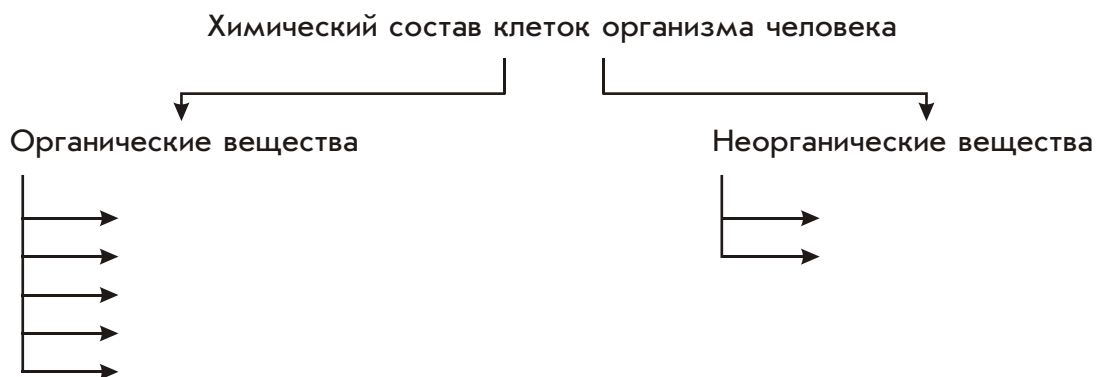 Химический состав клеток организма человека
Органические вещества
Неорганические вещества